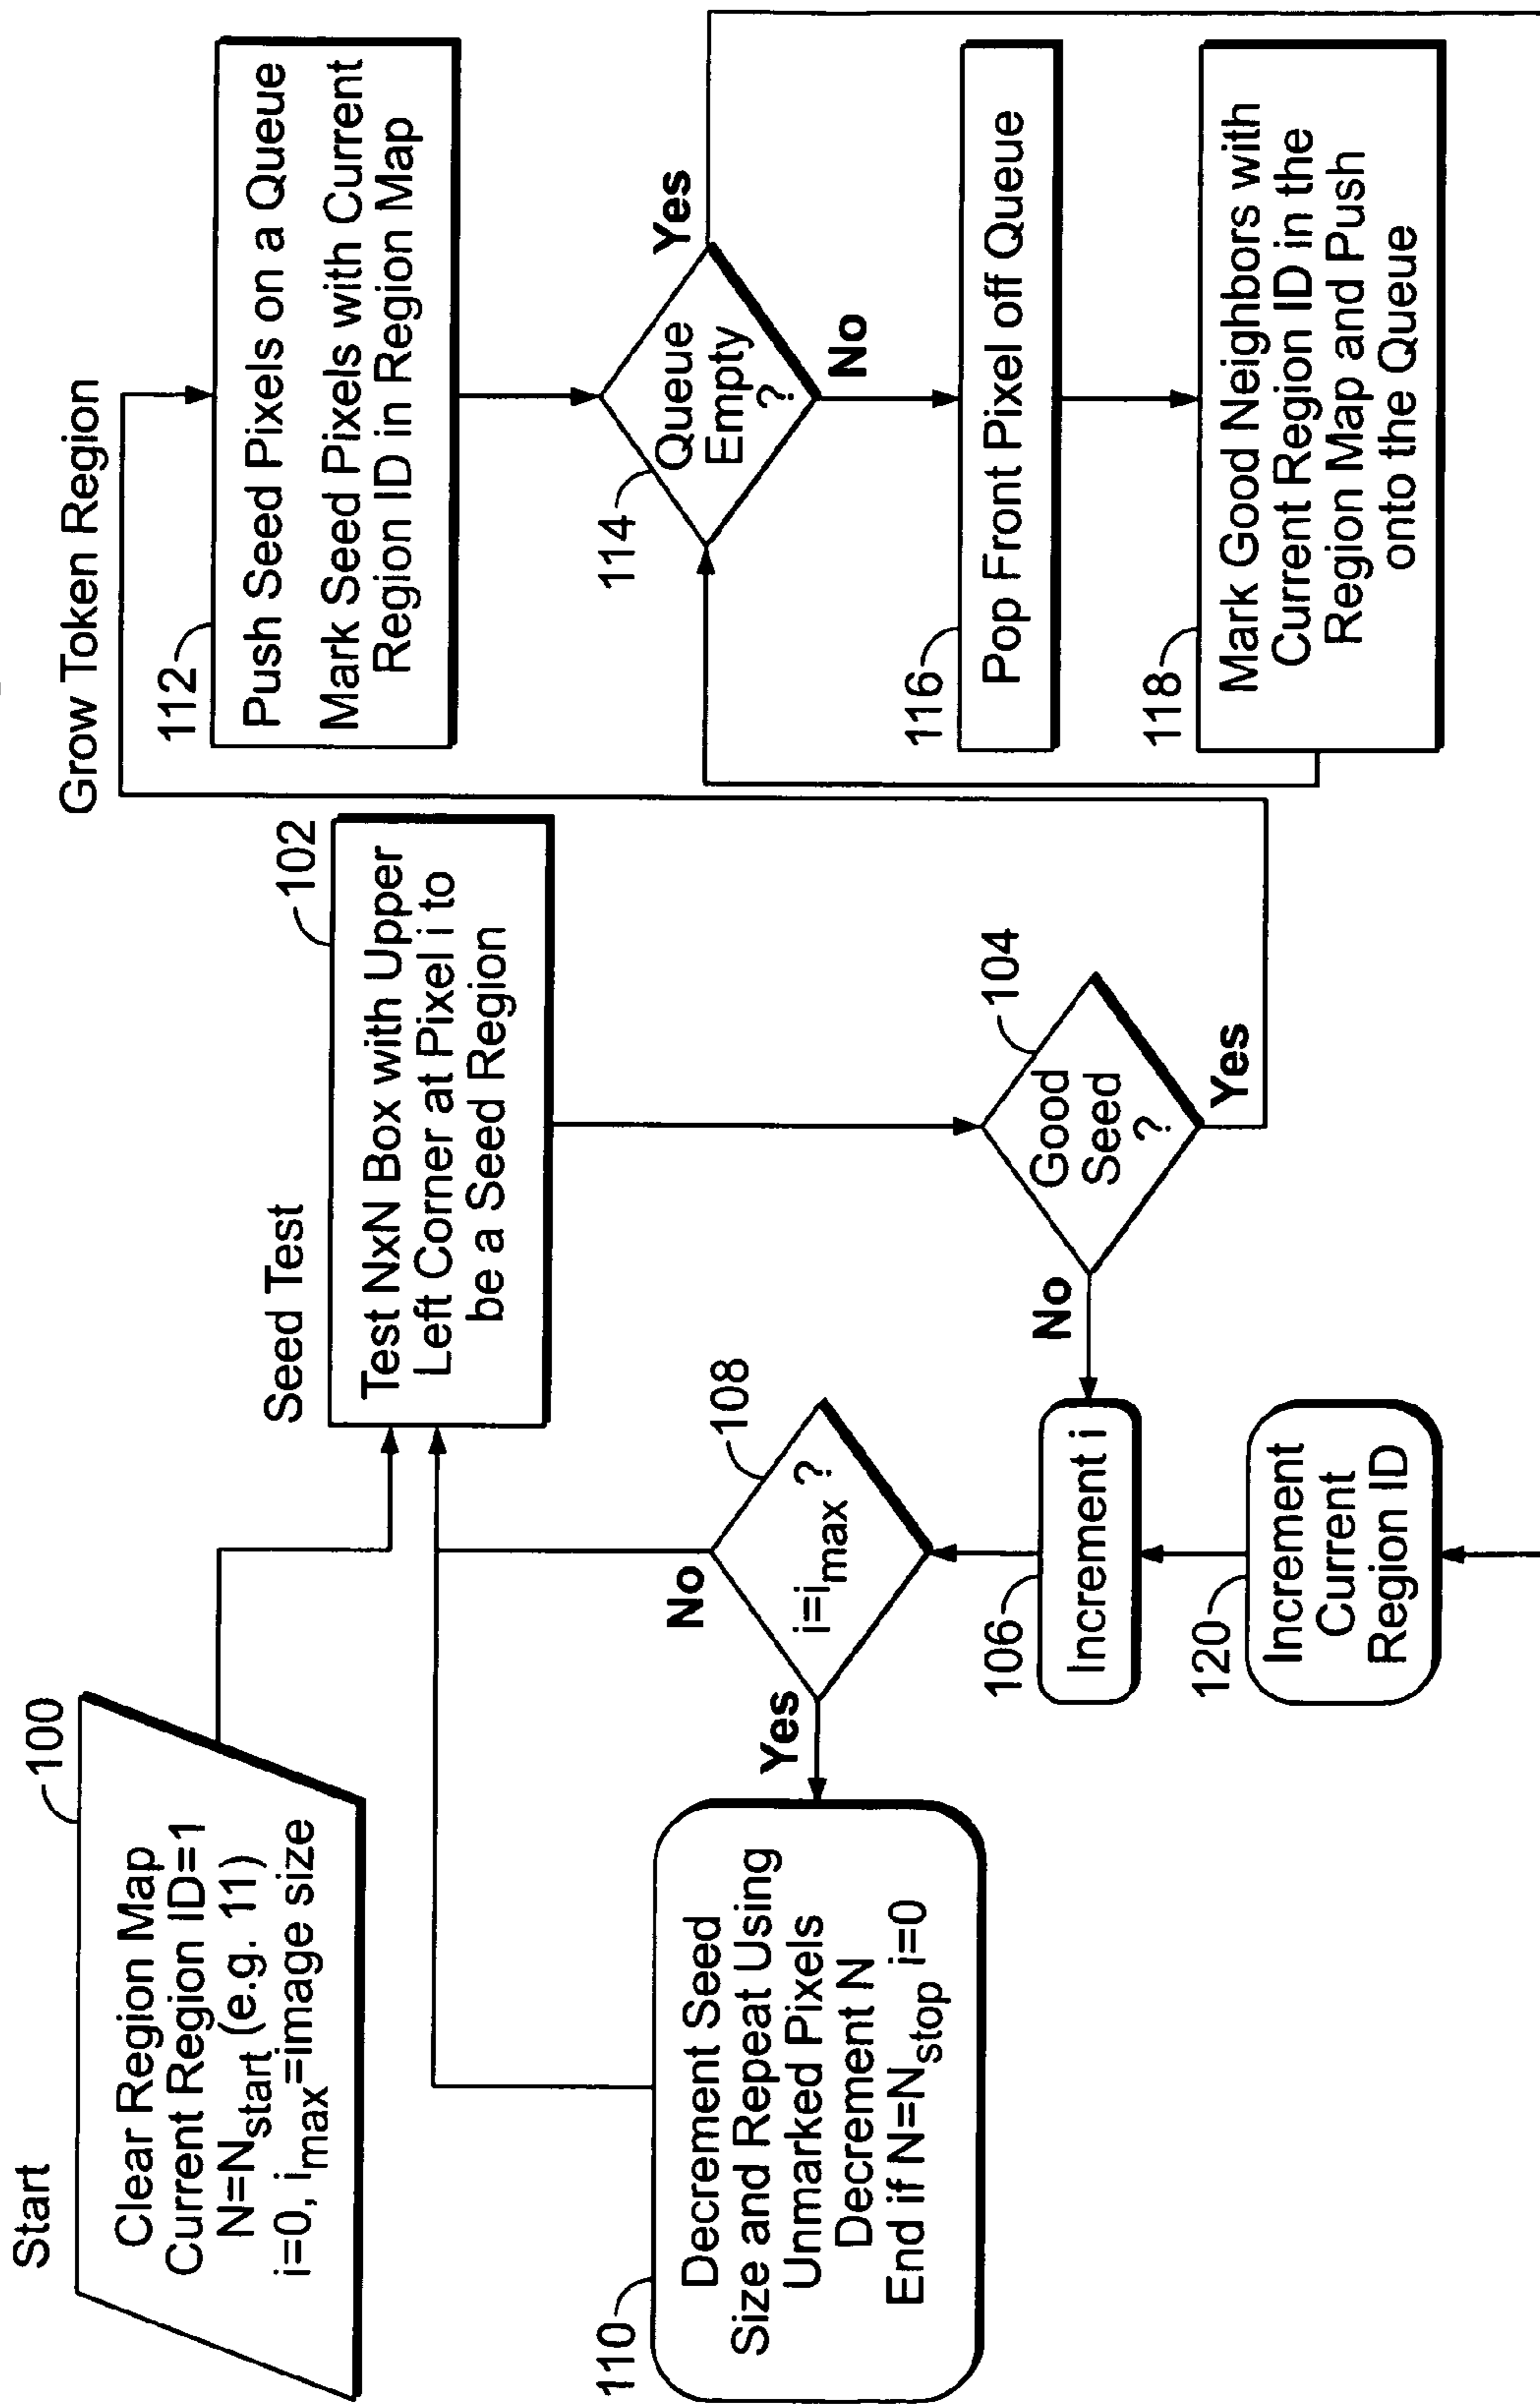 Start
100
Clear Region Map
Current Region ID=1
N=Nstart (e.g. 11)
i=0, imax=image size
Seed Test
102
Test NxN Box with Upper
Left Corner at Pixel i to
be a Seed Region
104
Good
Seed
?
No
Yes
106
Increment i
108
i=imax ?
No
Yes
110
Decrement Seed
Size and Repeat Using
Unmarked Pixels
Decrement N
End if N=Nstop i=0
120
Increment
Current
Region ID
Grow Token Region
112
Push Seed Pixels on a Queue
Mark Seed Pixels with Current
Region ID in Region Map
114
Queue
Empty
?
Yes
No
116
Pop Front Pixel off Queue
118
Mark Good Neighbors with
Current Region ID in the
Region Map and Push
onto the Queue